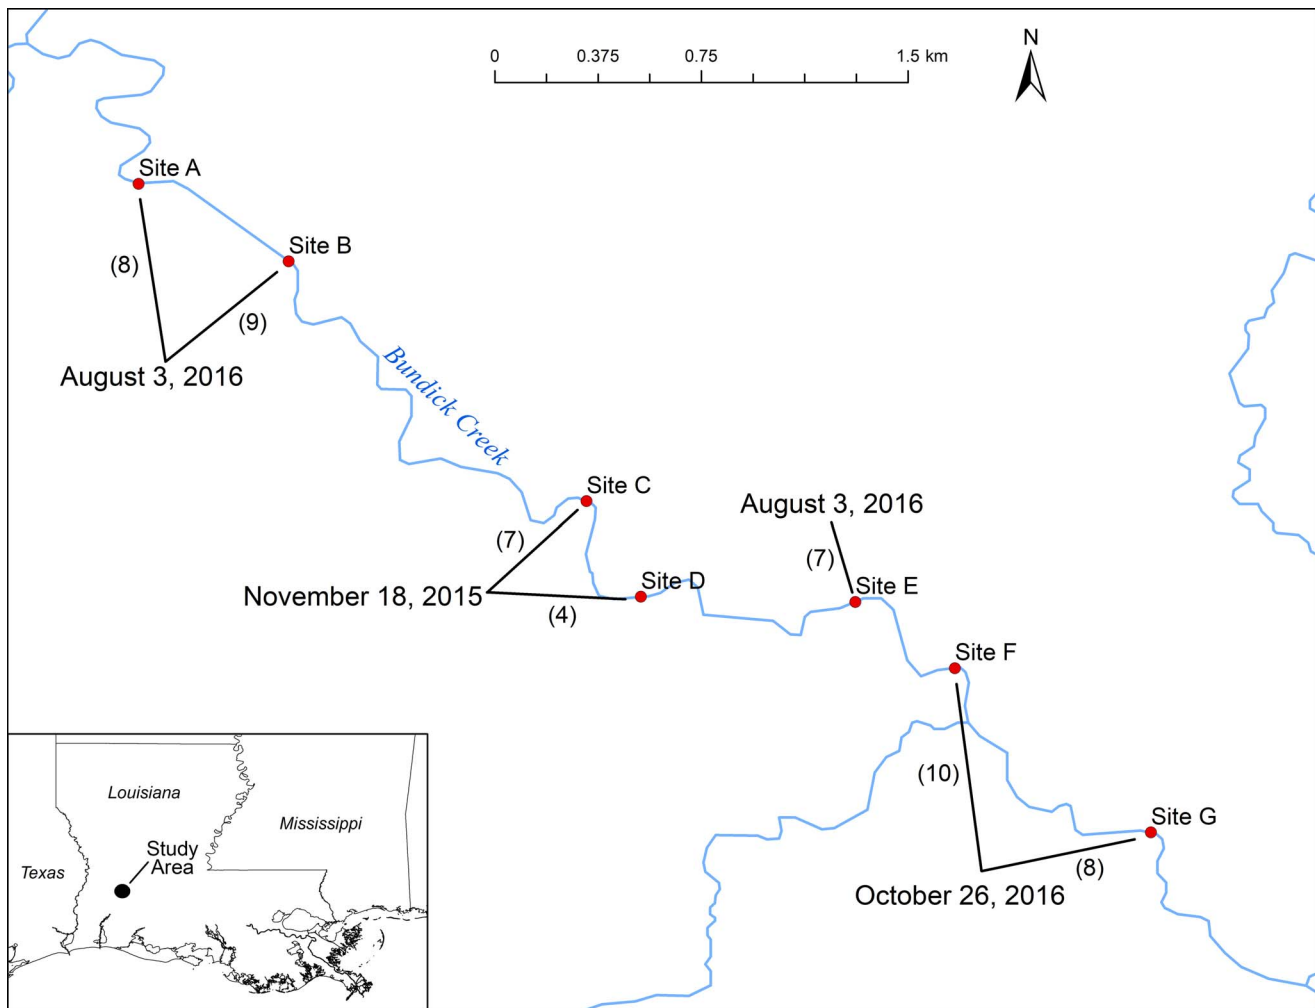 0
0.375
0.75
1.5 km
N
Site A
Site B
(8)
(9)
August 3, 2016
Bundick Creek
Site C
August 3, 2016
(7)
(7)
Site D
Site E
November 18, 2015
(4)
Site F
(10)
Site G
(8)
October 26, 2016
Louisiana
Mississippi
Study
Area
Texas